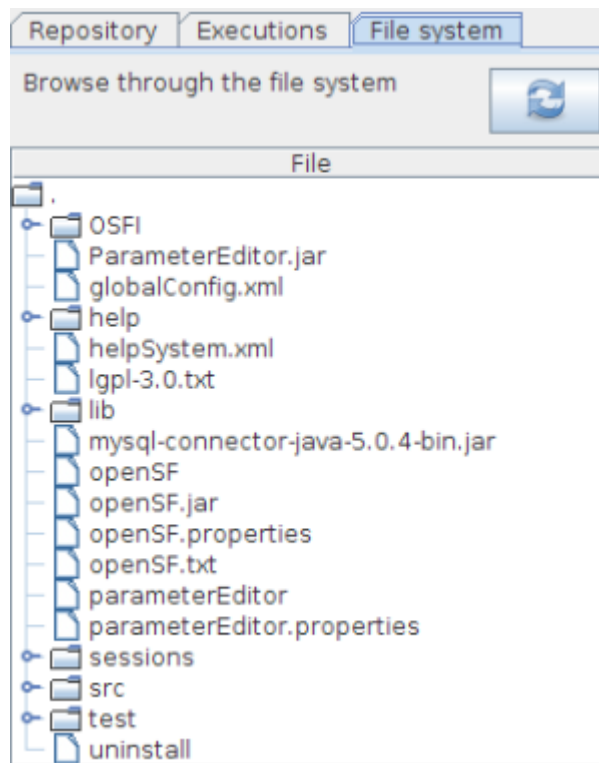 Repository Executions File system
Browse through the file system
File
.
OSFI
ParameterEditor.jar
globalConfig.xml
help
helpSystem.xml
lgpl-3.0.txt
lib
mysql-connector-java-5.0.4-bin.jar
openSF
openSF.jar
openSF.properties
openSF.txt
parameterEditor
parameterEditor.properties
sessions
src
test
uninstall